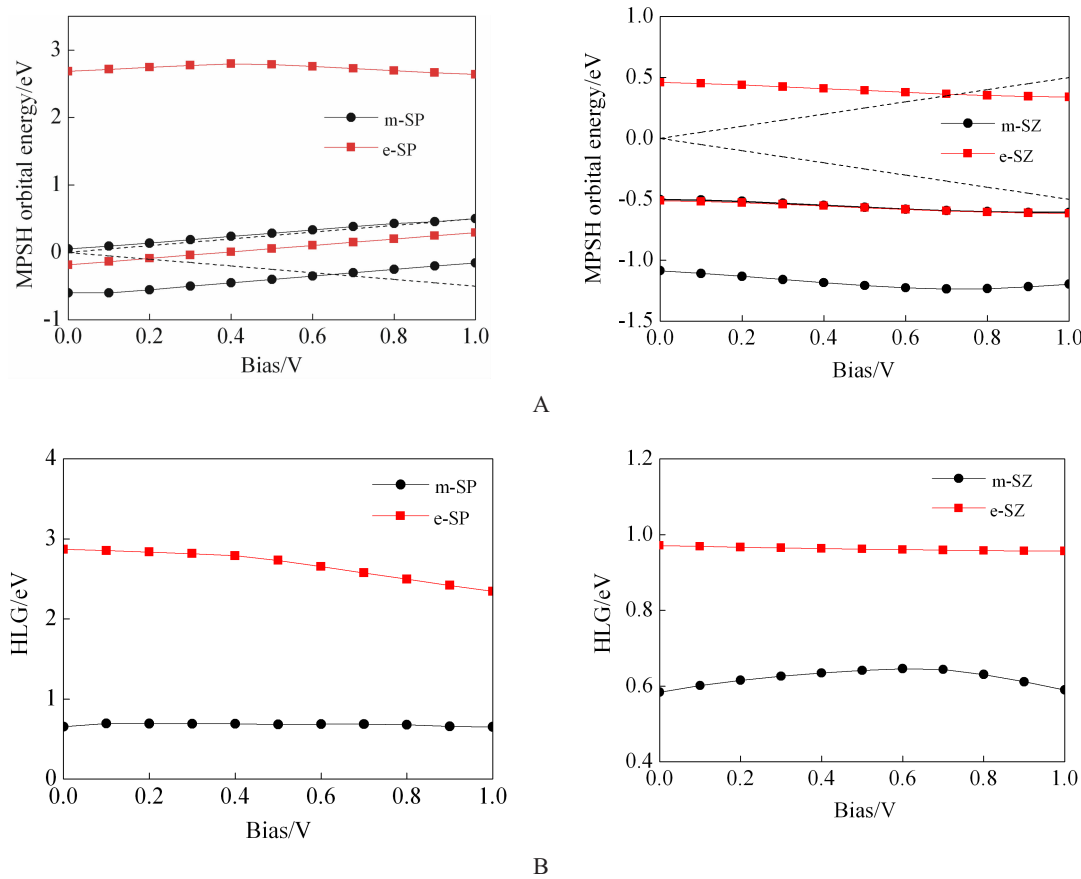 MPSH orbital energy/eV
3
2
1
0
-1
m-SP
e-SP
0.0 0.2 0.4 0.6 0.8 1.0
Bias/V
MPSH orbital energy/eV
1.0
0.5
0.0
-0.5
-1.0
-1.5
m-SZ
e-SZ
0.0 0.2 0.4 0.6 0.8 1.0
Bias/V
A
HLG/eV
4
3
2
1
0
m-SP
e-SP
0.0 0.2 0.4 0.6 0.8 1.0
Bias/V
HLG/eV
1.2
1.0
0.8
0.6
0.4
m-SZ
e-SZ
0.0 0.2 0.4 0.6 0.8 1.0
Bias/V
B